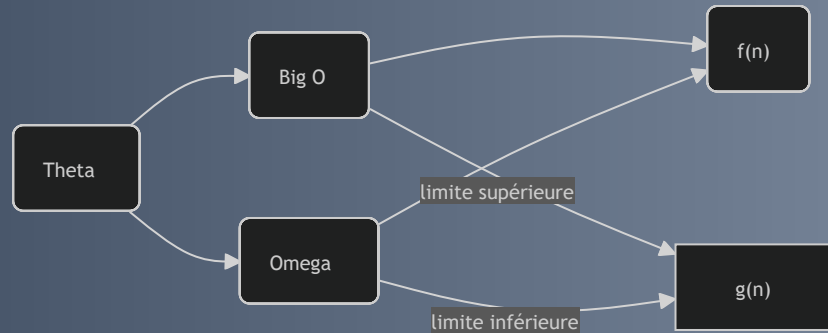 Theta
Big O
Omega
limite supérieure
limite inférieure
f(n)
g(n)